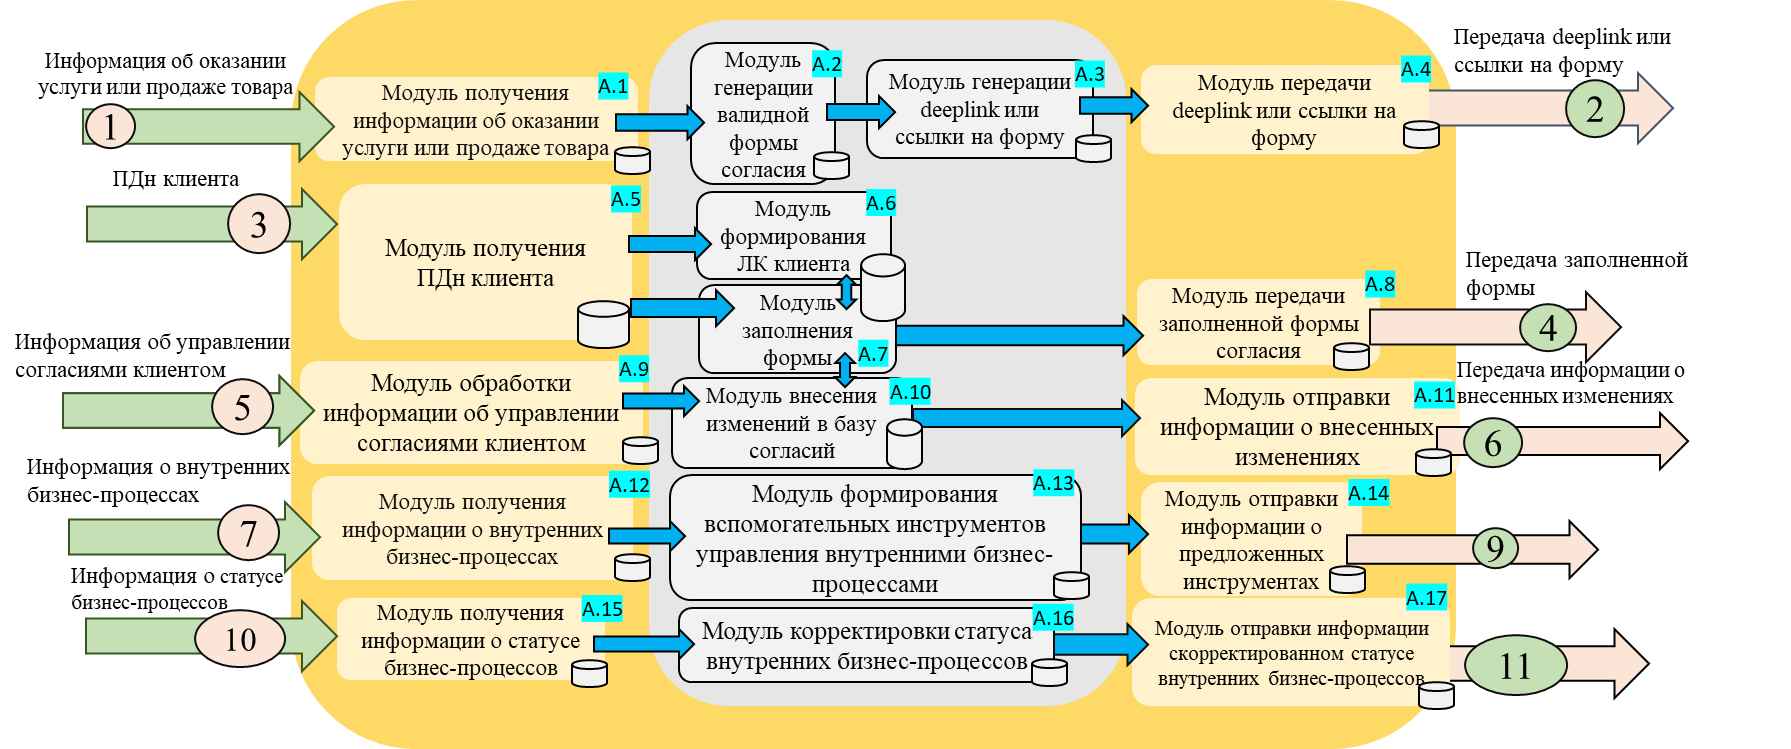 Информация об оказании
услуги или продаже товара
1
Модуль получения
информации об оказании
услуги или продаже товара
А.1
Модуль
генерации
валидной
формы
согласия
А.2
Модуль генерации
deeplink или
ссылки на форму
А.3
Модуль передачи
deeplink или ссылки на
форму
А.4
Передача deeplink или
ссылки на форму
2
ПДн клиента
3
Модуль получения
ПДн клиента
А.5
Модуль
формирования
ЛК клиента
А.6
Модуль
заполнения
формы
А.7
Модуль передачи
заполненной формы
согласия
А.8
Передача заполненной
формы
4
Информация об управлении
согласиями клиентом
5
Модуль обработки
информации об управлении
согласиями клиентом
А.9
Модуль внесения
изменений в базу
согласий
А.10
Модуль отправки
информации о внесенных
изменениях
А.11
Передача информации о
внесенных изменениях
6
Информация о внутренних
бизнес-процессах
7
Модуль получения
информации о внутренних
бизнес-процессах
А.12
Модуль формирования
вспомогательных инструментов
управления внутренними бизнес-
процессами
А.13
Модуль отправки
информации о
предложенных
инструментах
А.14
9
Информация о статусе
бизнес-процессов
10
Модуль получения
информации о статусе
бизнес-процессов
А.15
Модуль корректировки статуса
внутренних бизнес-процессов
А.16
Модуль отправки информации
скорректированном статусе
внутренних бизнес-процессов
А.17
11